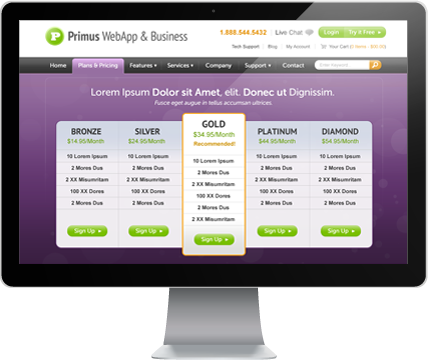 1.888.544.5432 Live Chat Login Try it Free
P Primus WebApp & Business
Tech Support Blog My Account Your Cart
Home Plans & Pricing Features Services Company Support Contact
Lorem Ipsum Dolor sit Amet, elit. Donec ut Dignissim.
Fusce eget augue in tellus accumsan ultrices.
BRONZE
$14.95/Month
10 Lorem Ipsum
2 Mores Dus
2 XX Misumritam
100 XX Dores
2 Mores Dus
Sign Up
SILVER
$24.95/Month
10 Lorem Ipsum
2 Mores Dus
2 XX Misumritam
100 XX Dores
2 Mores Dus
Sign Up
GOLD
$34.95/Month
Recommended!
10 Lorem Ipsum
2 Mores Dus
2 XX Misumritam
100 XX Dores
2 Mores Dus
2 XX Misumritam
Sign Up
PLATINUM
$44.95/Month
10 Lorem Ipsum
2 Mores Dus
2 XX Misumritam
100 XX Dores
2 Mores Dus
Sign Up
DIAMOND
$54.95/Month
10 Lorem Ipsum
2 Mores Dus
2 XX Misumritam
100 XX Dores
2 Mores Dus
Sign Up